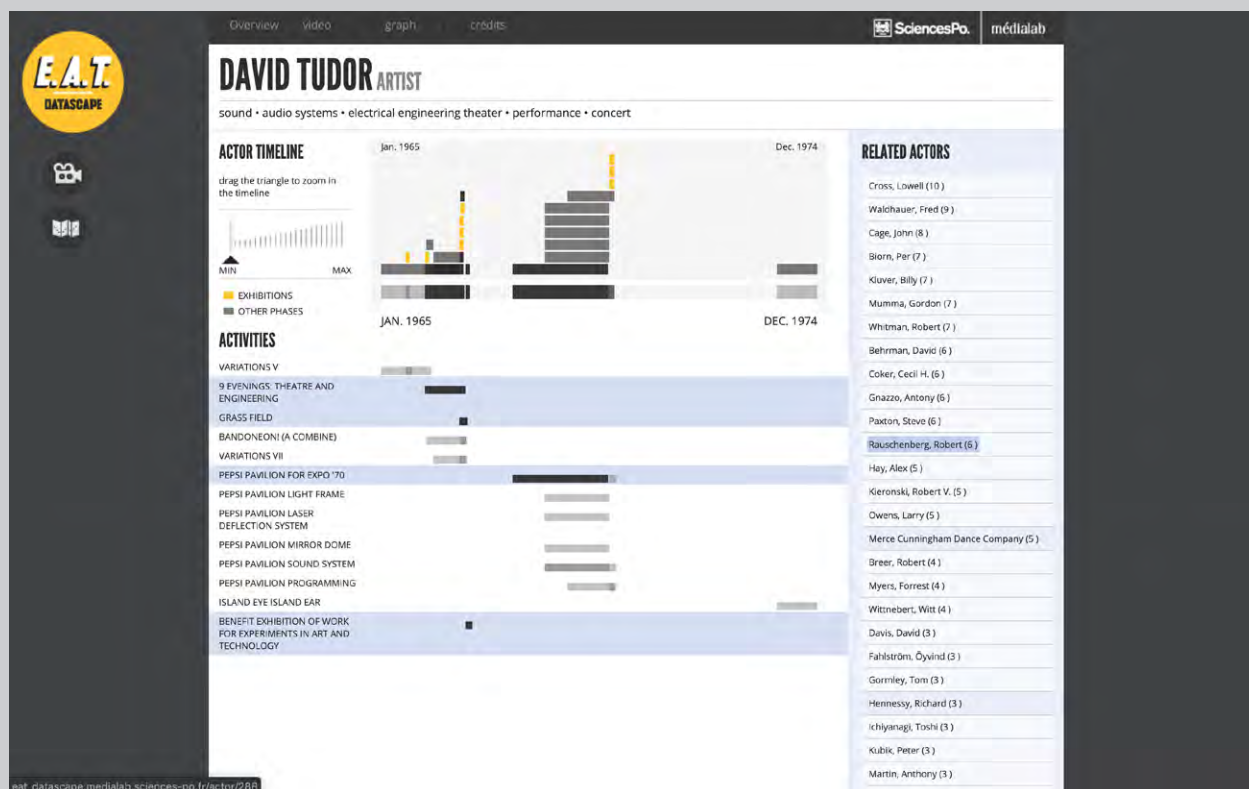 Overview video graph crédits
SciencesPo. médialab
E.A.T.
DATASCAPE
DAVID TUDOR ARTIST
sound • audio systems • electrical engineering theater • performance • concert
ACTOR TIMELINE
drag the triangle to zoom in
the timeline
MIN MAX
EXHIBITIONS
OTHER PHASES
Jan. 1965 Dec. 1974
JAN. 1965 DEC. 1974
ACTIVITIES
VARIATIONS V
9 EVENINGS: THEATRE AND
ENGINEERING
GRASS FIELD
BANDONEON! (A COMBINE)
VARIATIONS VII
PEPSI PAVILION FOR EXPO '70
PEPSI PAVILION LIGHT FRAME
PEPSI PAVILION LASER
DEFLECTION SYSTEM
PEPSI PAVILION MIRROR DOME
PEPSI PAVILION SOUND SYSTEM
PEPSI PAVILION PROGRAMMING
ISLAND EYE ISLAND EAR
BENEFIT EXHIBITION OF WORK
FOR EXPERIMENTS IN ART AND
TECHNOLOGY
RELATED ACTORS
Cross, Lowell (10 )
Waldhauer, Fred (9 )
Cage, John (8 )
Biorn, Per (7 )
Kluver, Billy (7 )
Mumma, Gordon (7 )
Whitman, Robert (7 )
Behrman, David (6 )
Coker, Cecil H. (6 )
Gnazzo, Antony (6 )
Paxton, Steve (6 )
Rauschenberg, Robert (6 )
Hay, Alex (5 )
Kieronski, Robert V. (5 )
Owens, Larry (5 )
Merce Cunningham Dance Company (5 )
Breer, Robert (4 )
Myers, Forrest (4 )
Wittnebert, Witt (4 )
Davis, David (3 )
Fahlström, Öyvind (3 )
Gormley, Tom (3 )
Hennessy, Richard (3 )
Ichiyanagi, Toshi (3 )
Kubik, Peter (3 )
Martin, Anthony (3 )
eat_datascape.medialab.sciences-po.fr/actor/288